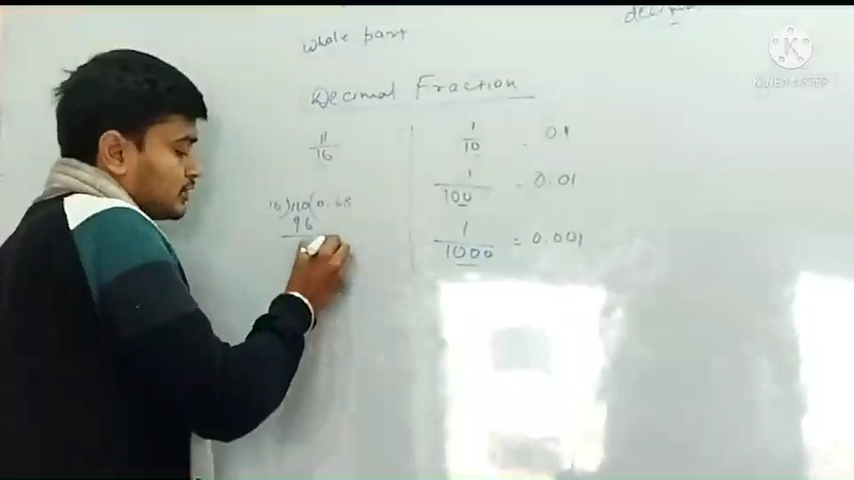 whole part
Decimal Fraction
11/16
16)110(0.68
96
1/10 = 0.1
1/100 = 0.01
1/1000 = 0.001
KINEMASTER